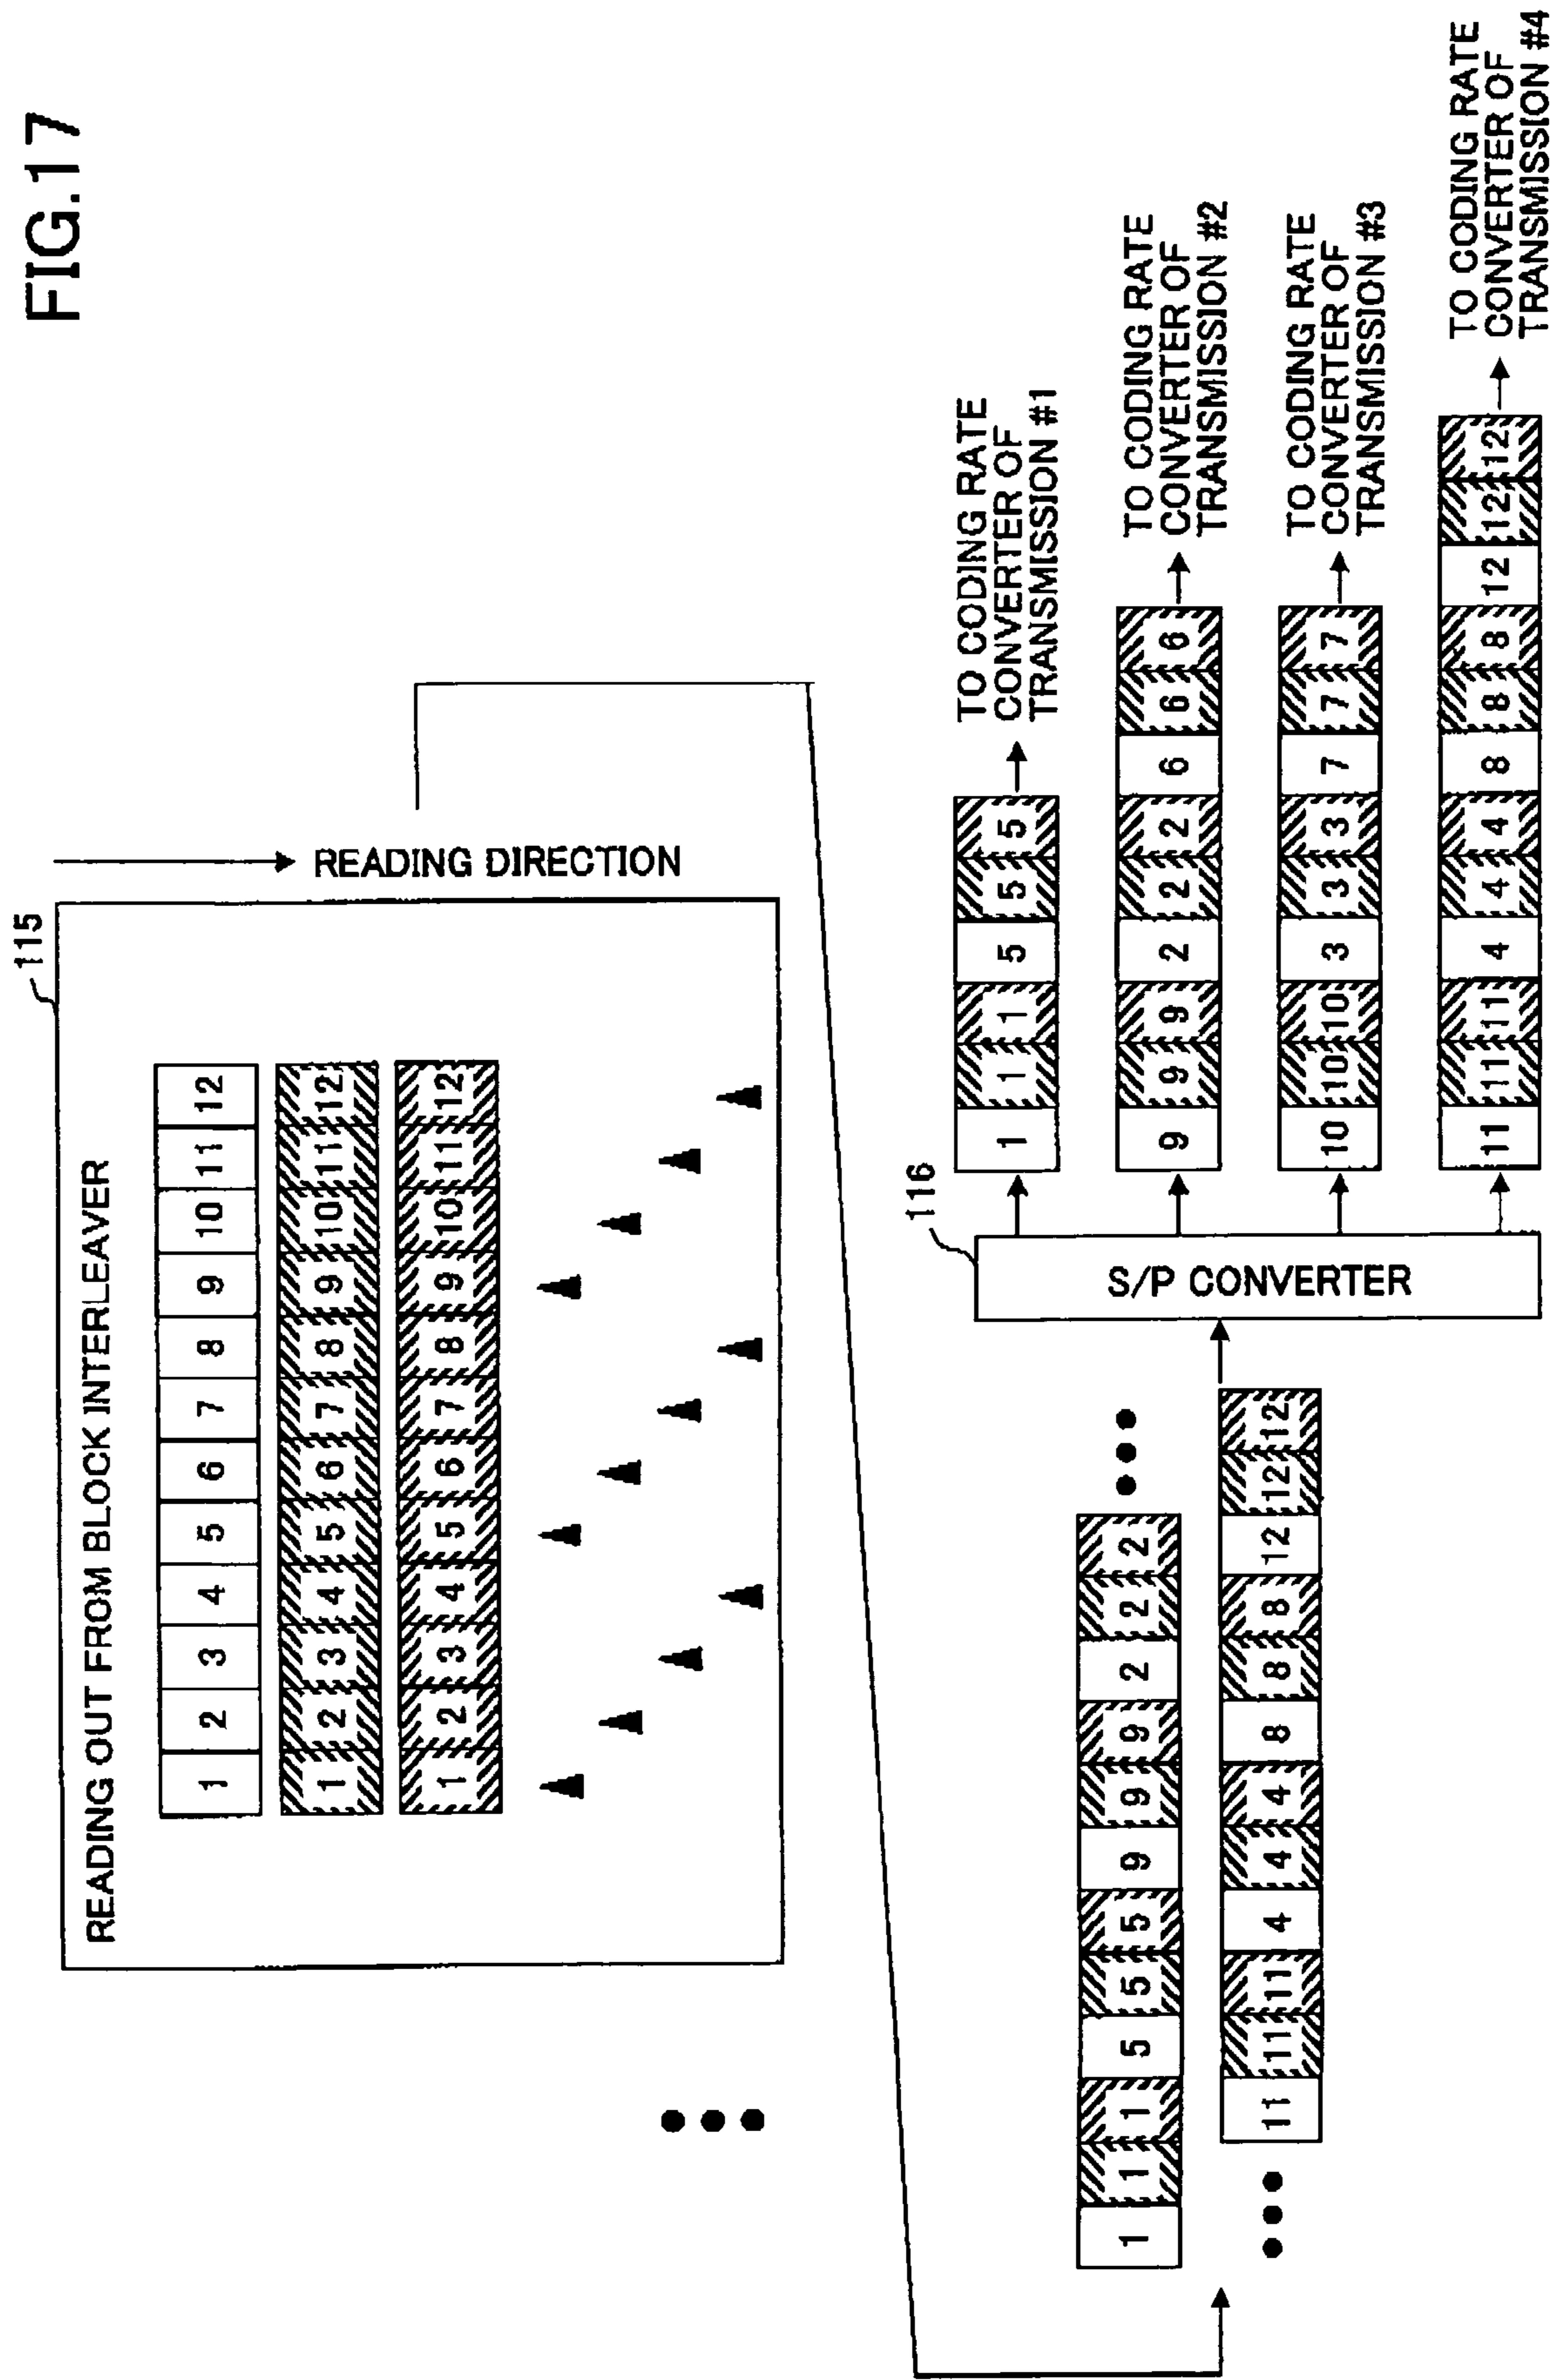 FIG.17
115
READING OUT FROM BLOCK INTERLEAVER
1 2 3 4 5 6 7 8 9 10 11 12
1 2 3 4 5 6 7 8 9 10 11 12
1 2 3 4 5 6 7 8 9 10 11 12
READING DIRECTION
1 1 1 5 5 5 9 9 9 2 2 2
11 11 11 4 4 4 8 8 8 12 12 12
116
S/P CONVERTER
1 1 1 5 5 5
TO CODING RATE
CONVERTER OF
TRANSMISSION #1
9 9 9 2 2 2 6 6 6
TO CODING RATE
CONVERTER OF
TRANSMISSION #2
10 10 10 3 3 3 7 7 7
TO CODING RATE
CONVERTER OF
TRANSMISSION #3
11 11 11 4 4 4 8 8 8 12 12 12
TO CODING RATE
CONVERTER OF
TRANSMISSION #4